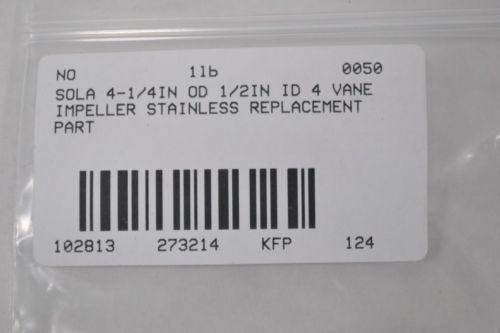 NO 1lb 0050
SOLA 4-1/4IN OD 1/2IN ID 4 VANE
IMPELLER STAINLESS REPLACEMENT
PART
102813 273214 KFP 124